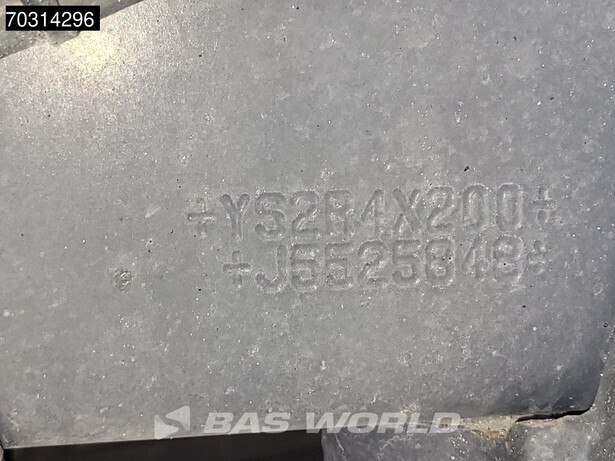 70314296
+YS2R4X200+
+J5525848+
BAS WORLD